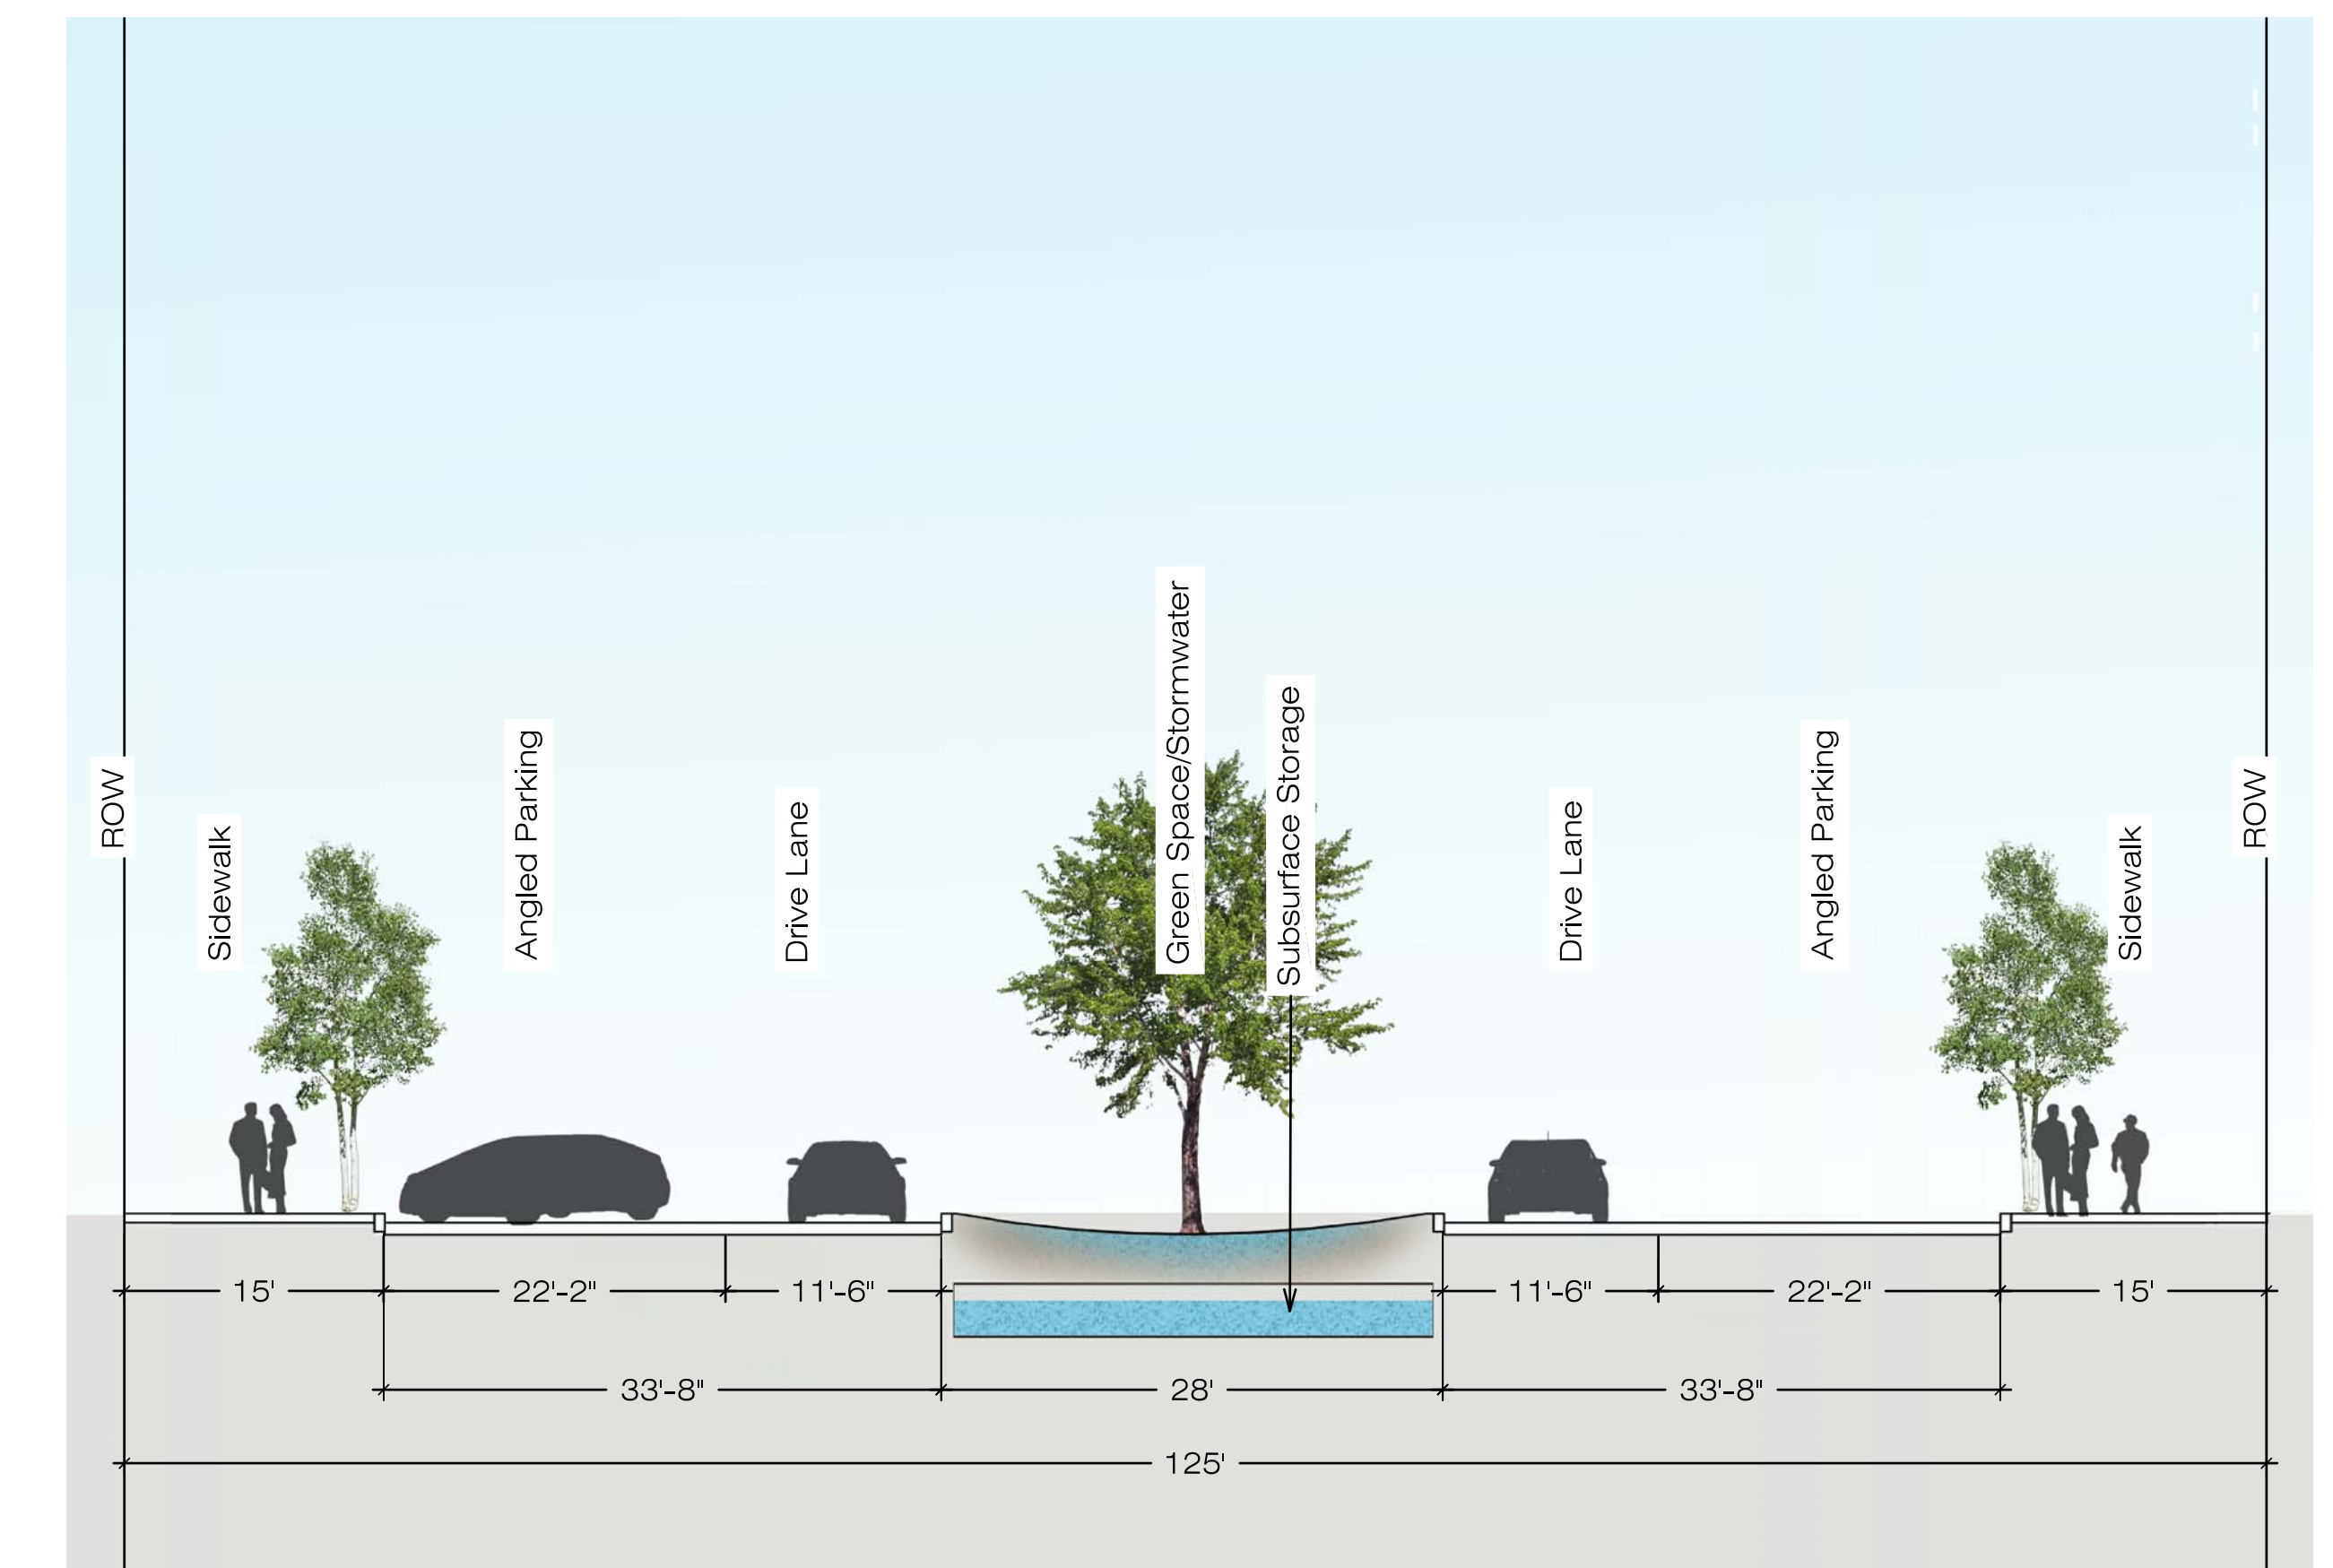 Green Space/Stormwater
Subsurface Storage
ROW
Sidewalk
Angled Parking
Drive Lane
Drive Lane
Angled Parking
Sidewalk
ROW
15'
22'-2"
11'-6"
11'-6"
22'-2"
15'
33'-8"
28'
33'-8"
125'